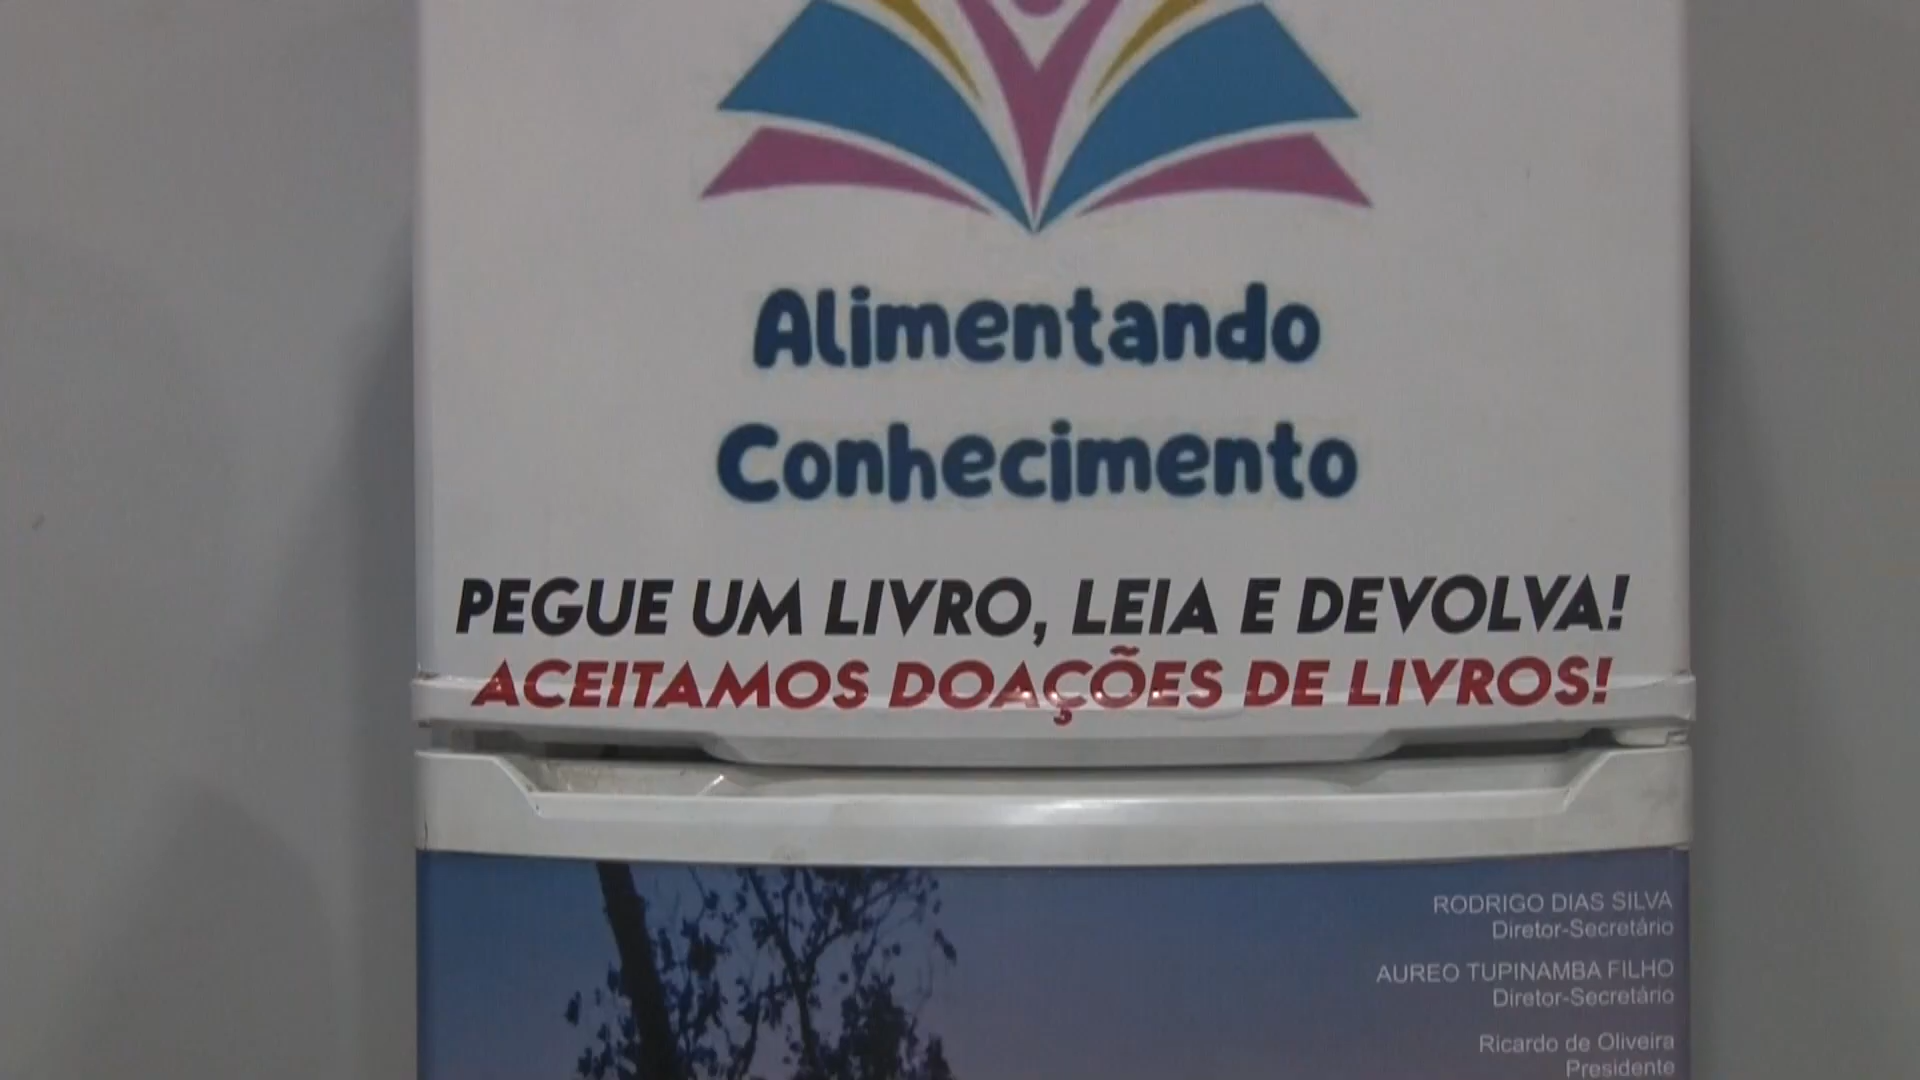 Alimentando
Conhecimento
PEGUE UM LIVRO, LEIA E DEVOLVA!
ACEITAMOS DOAÇÕES DE LIVROS!
RODRIGO DIAS SILVA
Diretor-Secretário
AUREO TUPINAMBA FILHO
Diretor-Secretário
Ricardo de Oliveira
Presidente